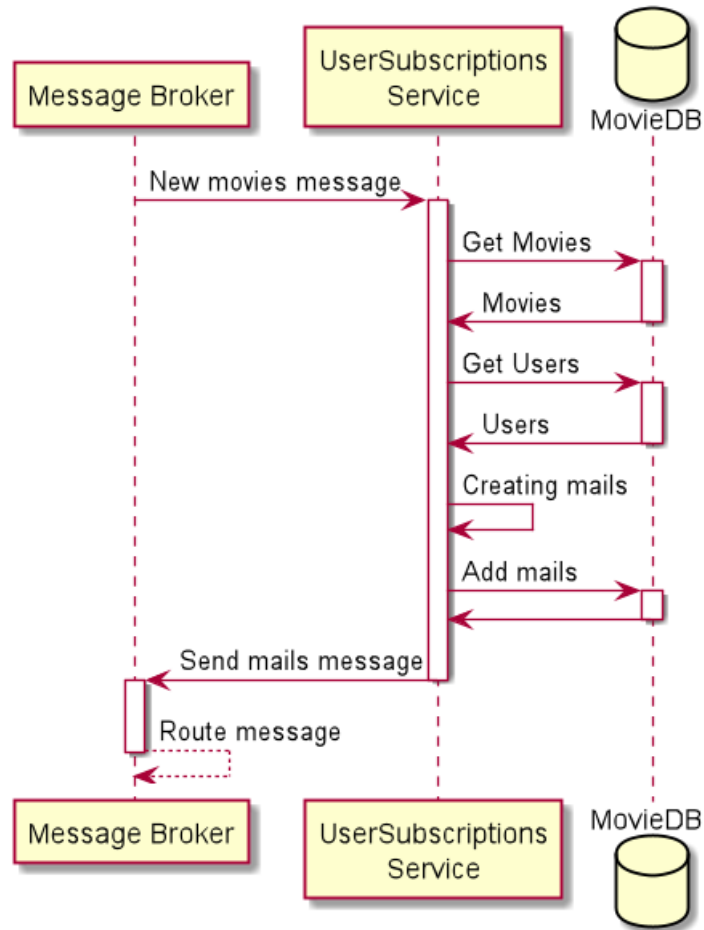 UserSubscriptions
Service
Message Broker
MovieDB
New movies message
Get Movies
Movies
Get Users
Users
Creating mails
Add mails
Send mails message
Route message
Message Broker
UserSubscriptions
Service
MovieDB